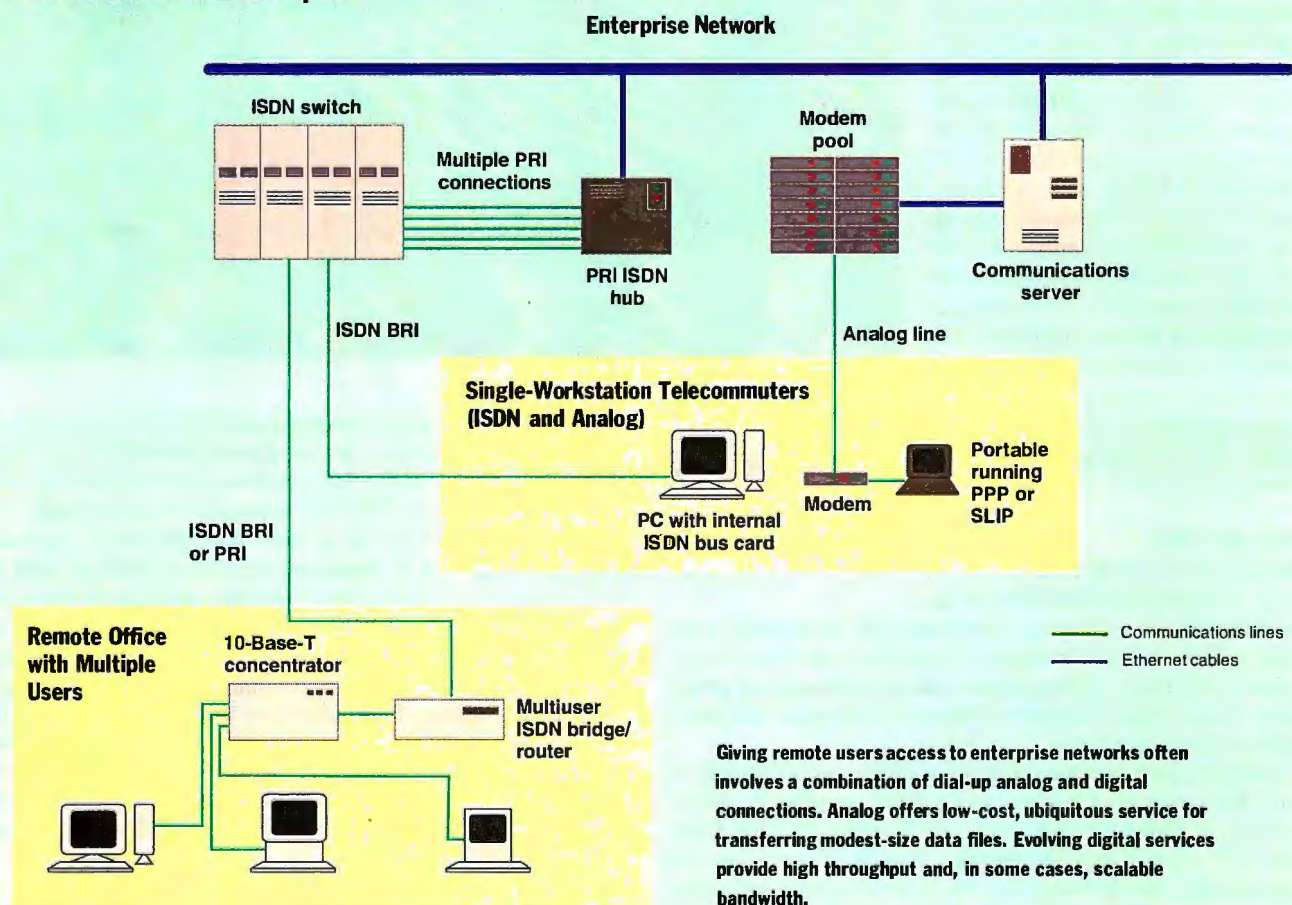 Enterprise Network
ISDN switch
Multiple PRI
connections
PRI ISDN
hub
Modem
pool
Communications
server
ISDN BRI
Analog line
Single-Workstation Telecommuters
(ISDN and Analog)
PC with internal
ISDN bus card
Modem
Portable
running
PPP or
SLIP
ISDN BRI
or PRI
Remote Office
with Multiple
Users
10-Base-T
concentrator
Multiuser
ISDN bridge/
router
Communications lines
Ethernet cables
Giving remote users access to enterprise networks often
involves a combination of dial-up analog and digital
connections. Analog offers low-cost, ubiquitous service for
transferring modest-size data files. Evolving digital services
provide high throughput and, in some cases, scalable
bandwidth.